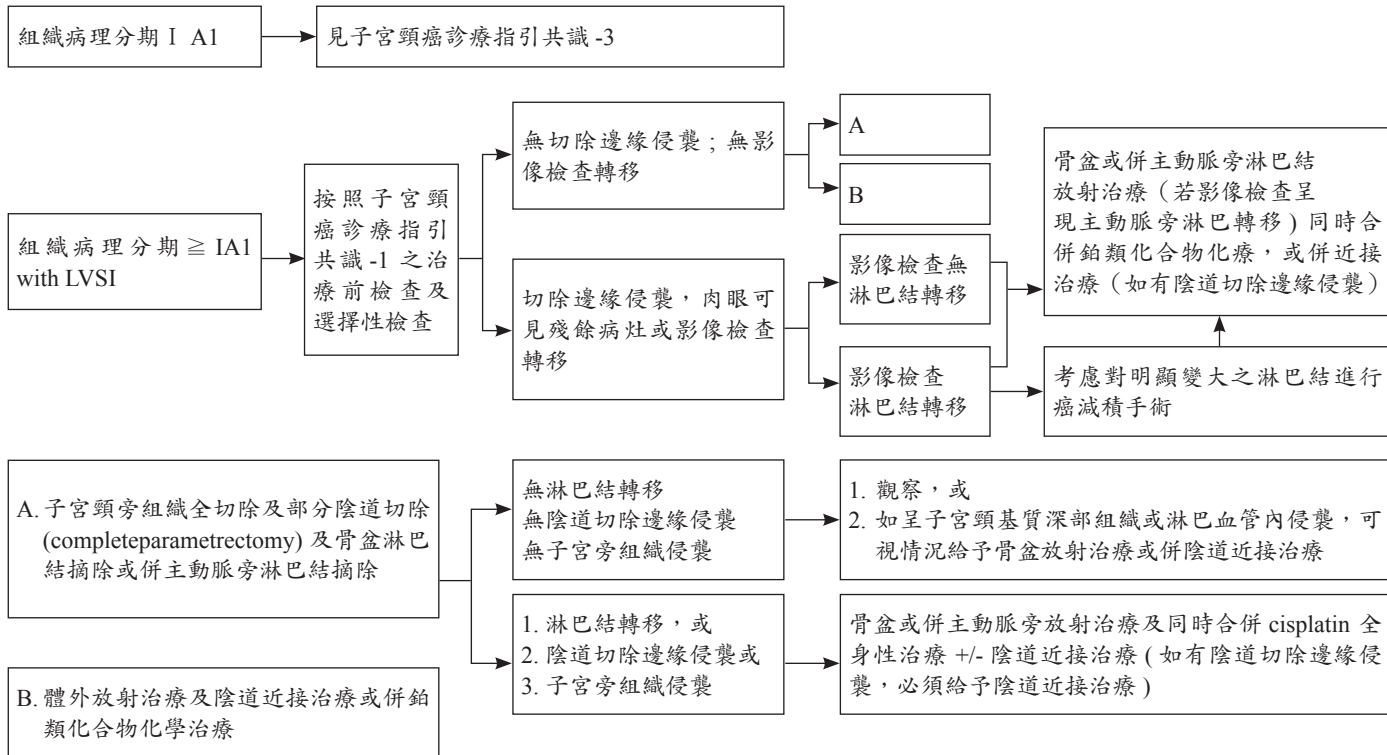 組織病理分期Ⅰ A1
見子宮頸癌診療指引共識 -3
組織病理分期≧ IA1
with LVSI
按照子宮頸
癌診療指引
共識 -1 之治
療前檢查及
選擇性檢查
無切除邊緣侵襲；無影
像檢查轉移
切除邊緣侵襲，肉眼可
見殘餘病灶或影像檢查
轉移
A
B
影像檢查無
淋巴結轉移
影像檢查
淋巴結轉移
骨盆或併主動脈旁淋巴結
放射治療（若影像檢查呈
現主動脈旁淋巴轉移) 同時合
併鉑類化合物化療，或併近接
治療（如有陰道切除邊緣侵襲）
考慮對明顯變大之淋巴結進行
癌減積手術
A. 子宮頸旁組織全切除及部分陰道切除
(completeparametrectomy) 及骨盆淋巴
結摘除或併主動脈旁淋巴結摘除
B. 體外放射治療及陰道近接治療或併鉑
類化合物化學治療
無淋巴結轉移
無陰道切除邊緣侵襲
無子宮旁組織侵襲
1. 淋巴結轉移，或
2. 陰道切除邊緣侵襲或
3. 子宮旁組織侵襲
1. 觀察，或
2. 如呈子宮頸基質深部組織或淋巴血管內侵襲，可
視情況給予骨盆放射治療或併陰道近接治療
骨盆或併主動脈旁放射治療及同時合併 cisplatin 全
身性治療 +/- 陰道近接治療 ( 如有陰道切除邊緣侵
襲，必須給予陰道近接治療 )